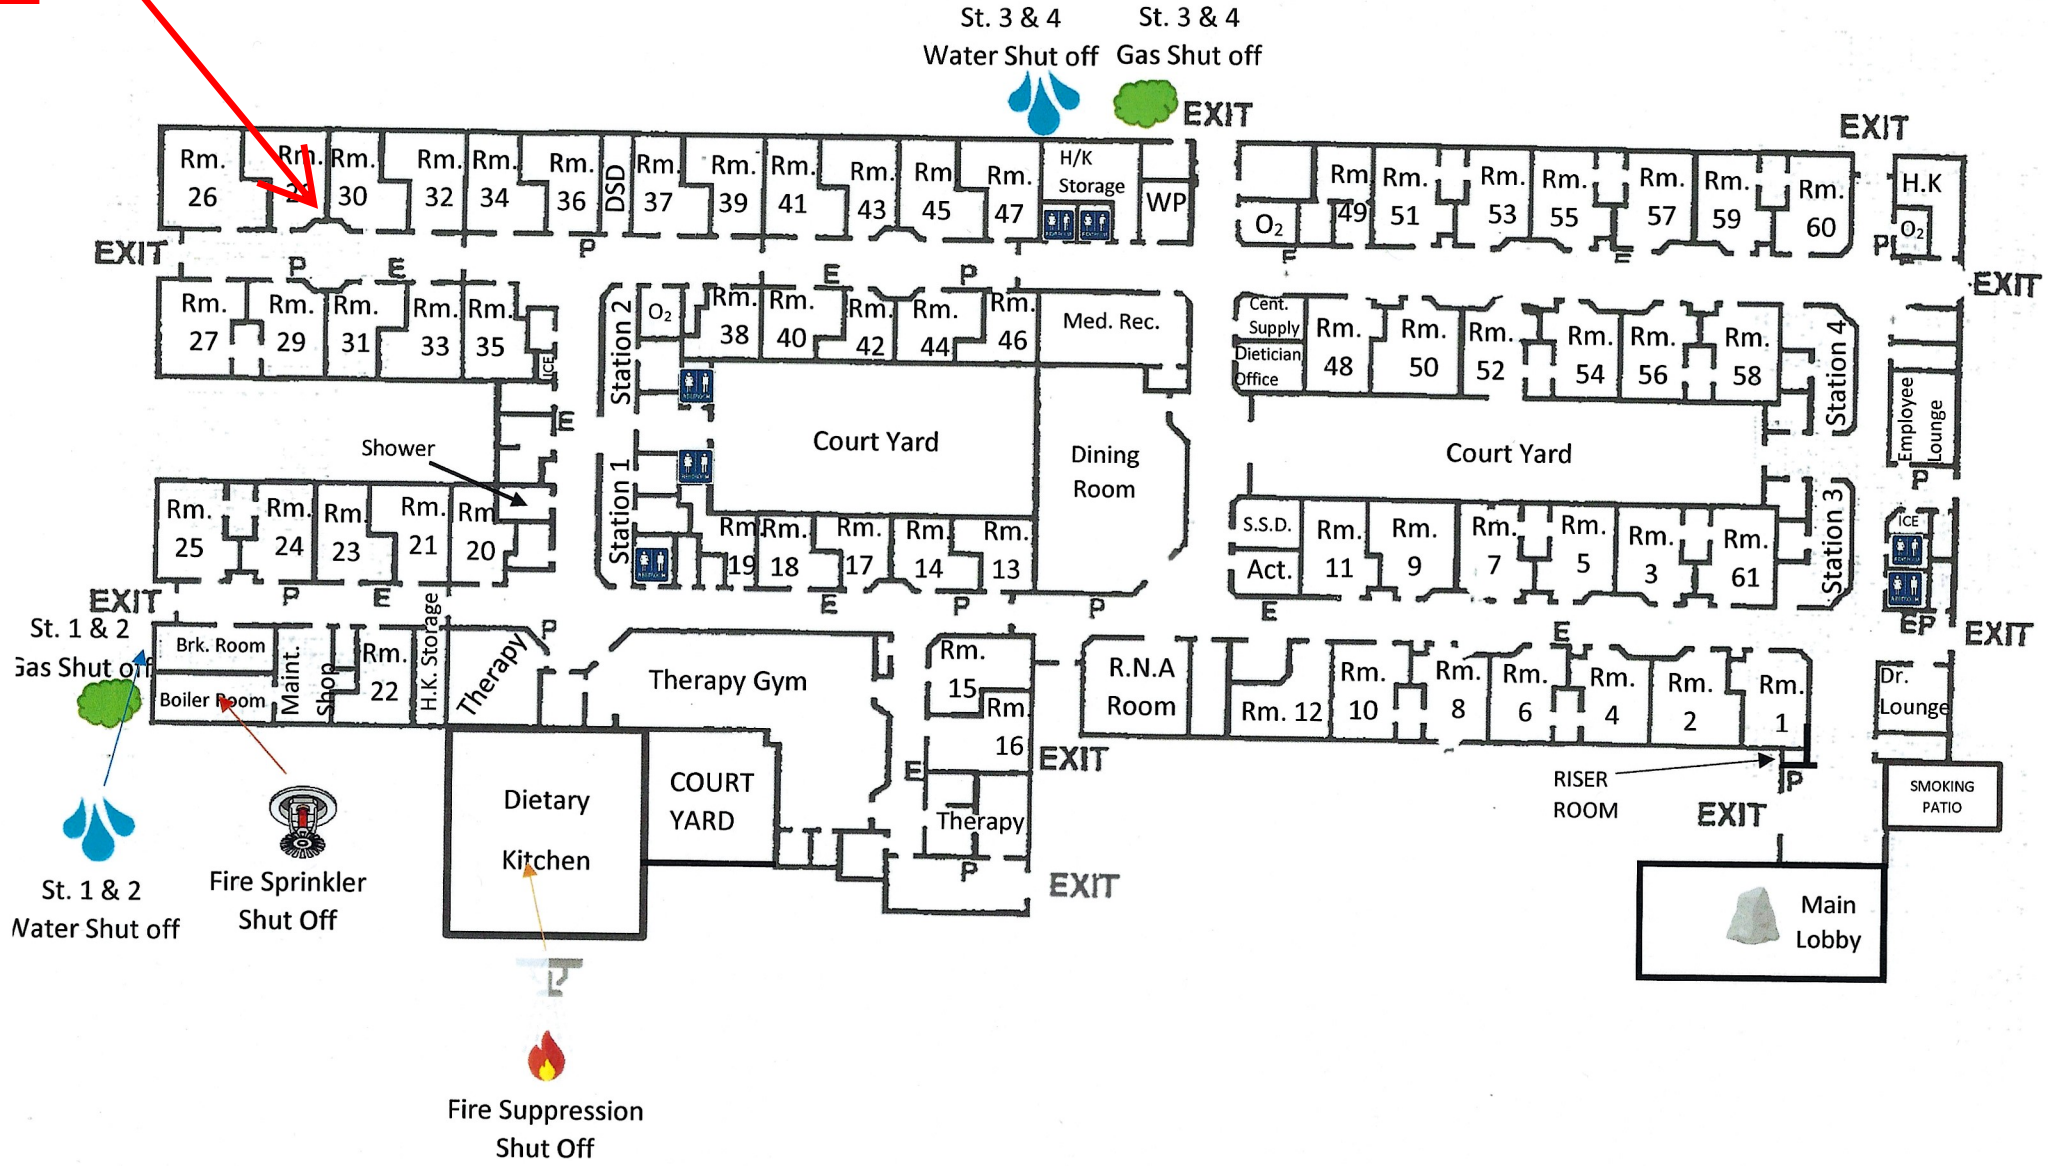 St. 3 & 4
Water Shut off
St. 3 & 4
Gas Shut off
EXIT
EXIT
Rm.
26
Rm.
Rm.
30
Rm.
32
Rm.
34
Rm.
36
DSD
Rm.
37
Rm.
39
Rm.
41
Rm.
43
Rm.
45
Rm.
47
H/K
Storage
WP
O₂
Rm
49
Rm.
51
Rm.
53
Rm.
55
Rm.
57
Rm.
59
Rm.
60
H.K
O₂
P
EXIT
P
E
P
E
P
E
EXIT
Rm.
27
Rm.
29
Rm.
31
Rm.
33
Rm.
35
ICE
Station 2
O₂
Rm.
38
Rm.
40
Rm.
42
Rm.
44
Rm.
46
Med. Rec.
Cent.
Supply
Dietician
Office
Rm.
48
Rm.
50
Rm.
52
Rm.
54
Rm.
56
Rm.
58
Station 4
Employee
Lounge
E
Shower
Court Yard
Dining
Room
Court Yard
P
Rm.
25
Rm.
24
Rm.
23
Rm.
21
Rm
20
Station 1
Rm
19
Rm.
18
Rm.
17
Rm.
14
Rm.
13
S.S.D.
Act.
Rm.
11
Rm.
9
Rm.
7
Rm.
5
Rm.
3
Rm.
61
Station 3
ICE
EXIT
P
E
E
P
P
E
E
EP
EXIT
St. 1 & 2
Gas Shut off
Brk. Room
Boiler Room
Maint.
Shop
Rm.
22
H.K. Storage
Therapy
P
Therapy Gym
Rm.
15
Rm.
16
R.N.A
Room
Rm. 12
Rm.
10
Rm.
8
Rm.
6
Rm.
4
Rm.
2
Rm.
1
Dr.
Lounge
EXIT
E
Dietary
Kitchen
COURT
YARD
Therapy
P
EXIT
RISER
ROOM
P
EXIT
SMOKING
PATIO
St. 1 & 2
Water Shut off
Fire Sprinkler
Shut Off
Main
Lobby
Fire Suppression
Shut Off